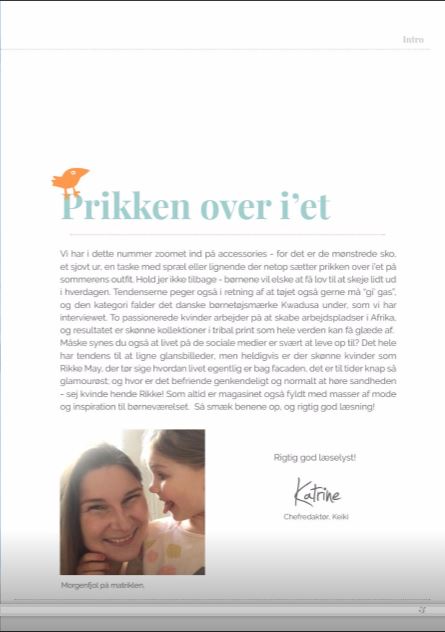 Intro
Prikken over i'et
Vi har i dette nummer zoomet ind på accessories - for det er de mønstrede sko,
et sjovt ur, en taske med spræl eller lignende der netop sætter prikken over i'et på
sommerens outfit. Hold jer ikke tilbage - børnene vil elske at få lov til at skeje lidt ud
i hverdagen. Tendenserne peger også i retning af at tøjet også gerne må "gi' gas",
og den kategori falder det danske børnetøjsmærke Kwadusa under, som vi har
interviewet. To passionerede kvinder arbejder på at skabe arbejdspladser i Afrika,
og resultatet er skønne kollektioner i tribal print som hele verden kan få glæde af.
Måske synes du også at livet på de sociale medier er svært at leve op til? Det hele
har tendens til at ligne glansbilleder, men heldigvis er der skønne kvinder som
Rikke May, der tør sige hvordan livet egentlig er bag facaden, det er til tider knap så
glamourøst; og hvor er det befriende genkendeligt og normalt at høre sandheden
- sej kvinde hende Rikke! Som altid er magasinet også fyldt med masser af mode
og inspiration til børneværelset. Så smæk benene op, og rigtig god læsning!
Rigtig god læselyst!
Katrine
Chefredaktør, Keiki
Morgenfjol på matriklen.